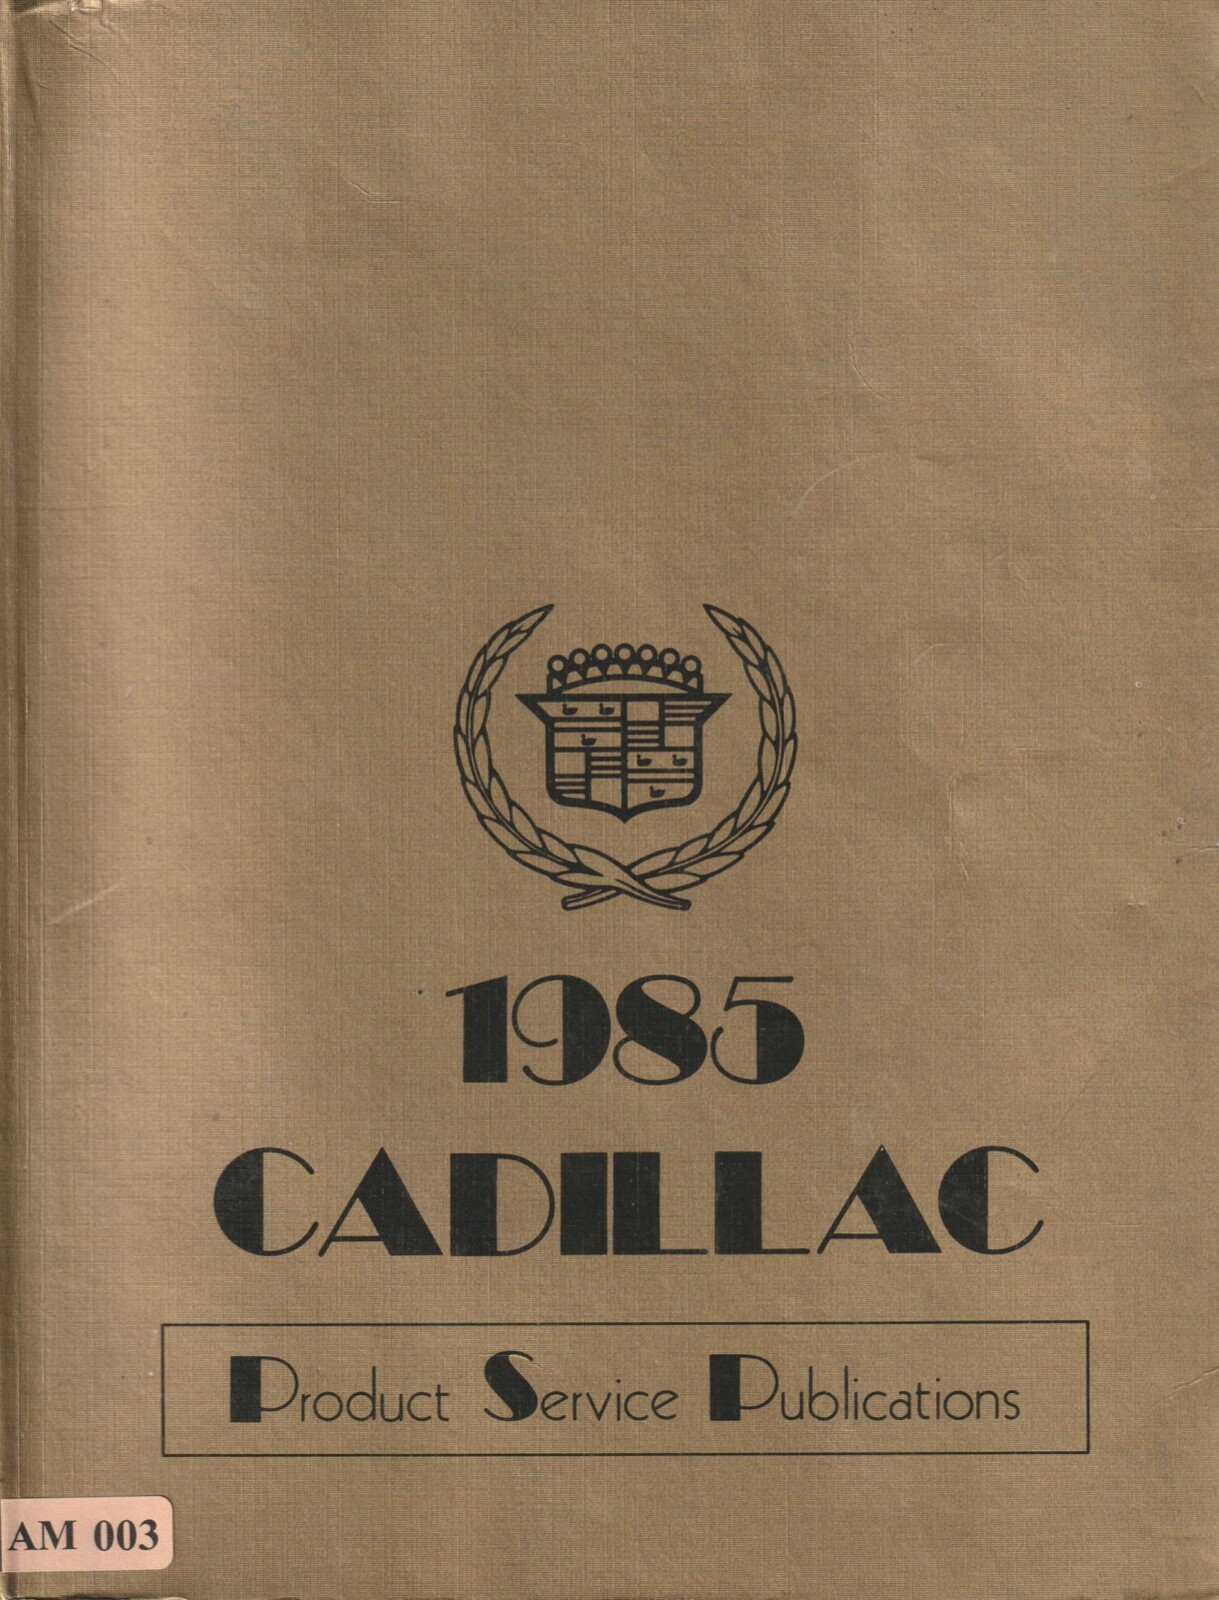 1985
CADILLAC
Product Service Publications
AM 003